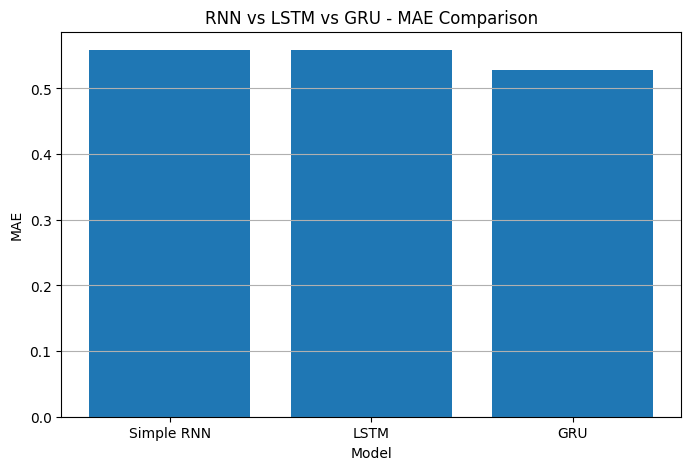 RNN vs LSTM vs GRU - MAE Comparison
0.5
0.4
0.3
0.2
0.1
0.0
MAE
Simple RNN
LSTM
GRU
Model